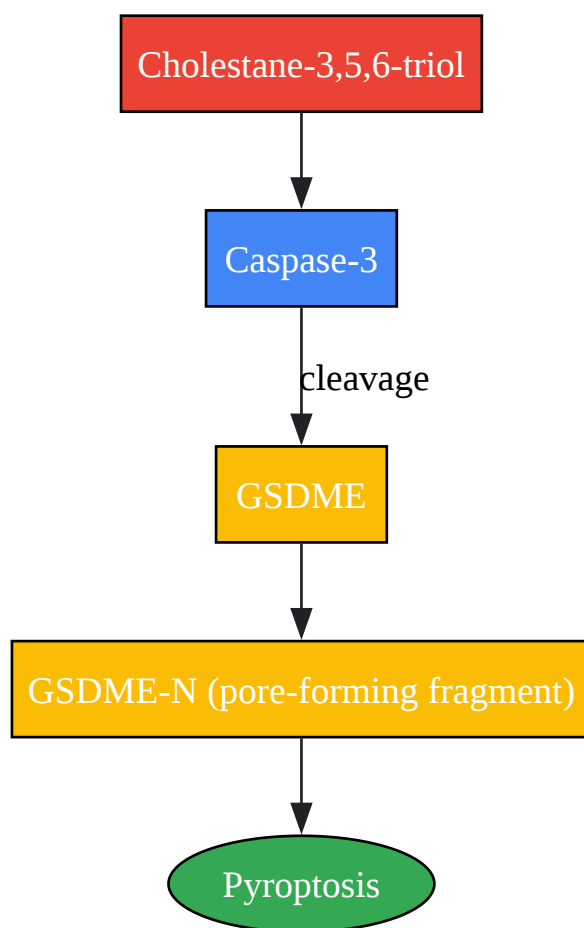 Cholestane-3,5,6-triol
Caspase-3
cleavage
GSDME
GSDME-N (pore-forming fragment)
Pyroptosis